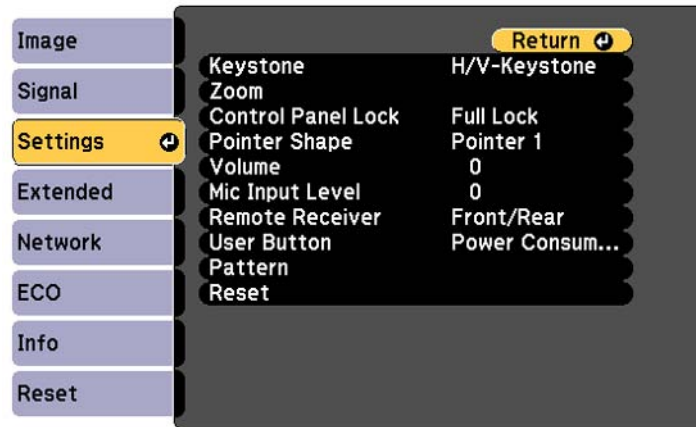 Image
Signal
Settings
Extended
Network
ECO
Info
Reset
Return
Keystone H/V-Keystone
Zoom
Control Panel Lock Full Lock
Pointer Shape Pointer 1
Volume 0
Mic Input Level 0
Remote Receiver Front/Rear
User Button Power Consum...
Pattern
Reset